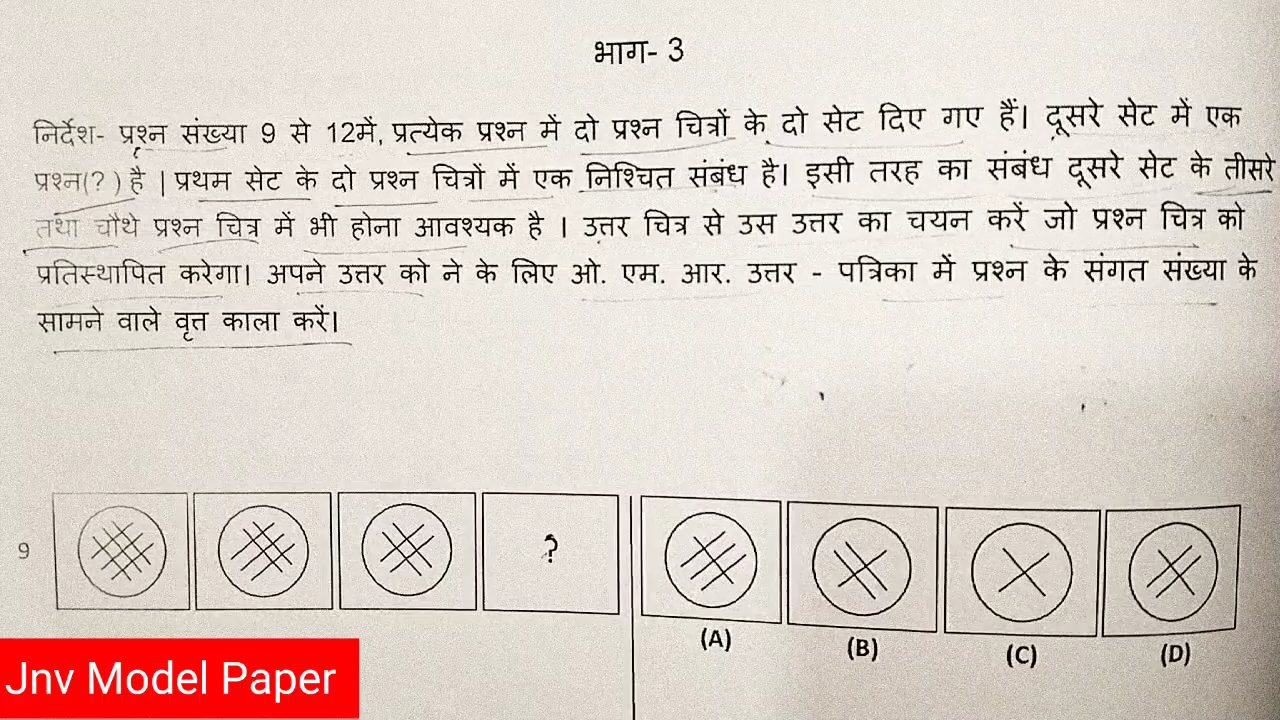 भाग- 3
निर्देश- प्रश्न संख्या 9 से 12में, प्रत्येक प्रश्न में दो प्रश्न चित्रों के दो सेट दिए गए हैं। दूसरे सेट में एक
प्रश्न(?) है | प्रथम सेट के दो प्रश्न चित्रों में एक निश्चित संबंध है। इसी तरह का संबंध दूसरे सेट के तीसरे
तथा चौथे प्रश्न चित्र में भी होना आवश्यक है । उत्तर चित्र से उस उत्तर का चयन करें जो प्रश्न चित्र को
प्रतिस्थापित करेगा। अपने उत्तर को ने के लिए ओ. एम. आर. उत्तर - पत्रिका में प्रश्न के संगत संख्या के
सामने वाले वृत्त काला करें।
9 ?
(A) (B) (C) (D)
Jnv Model Paper